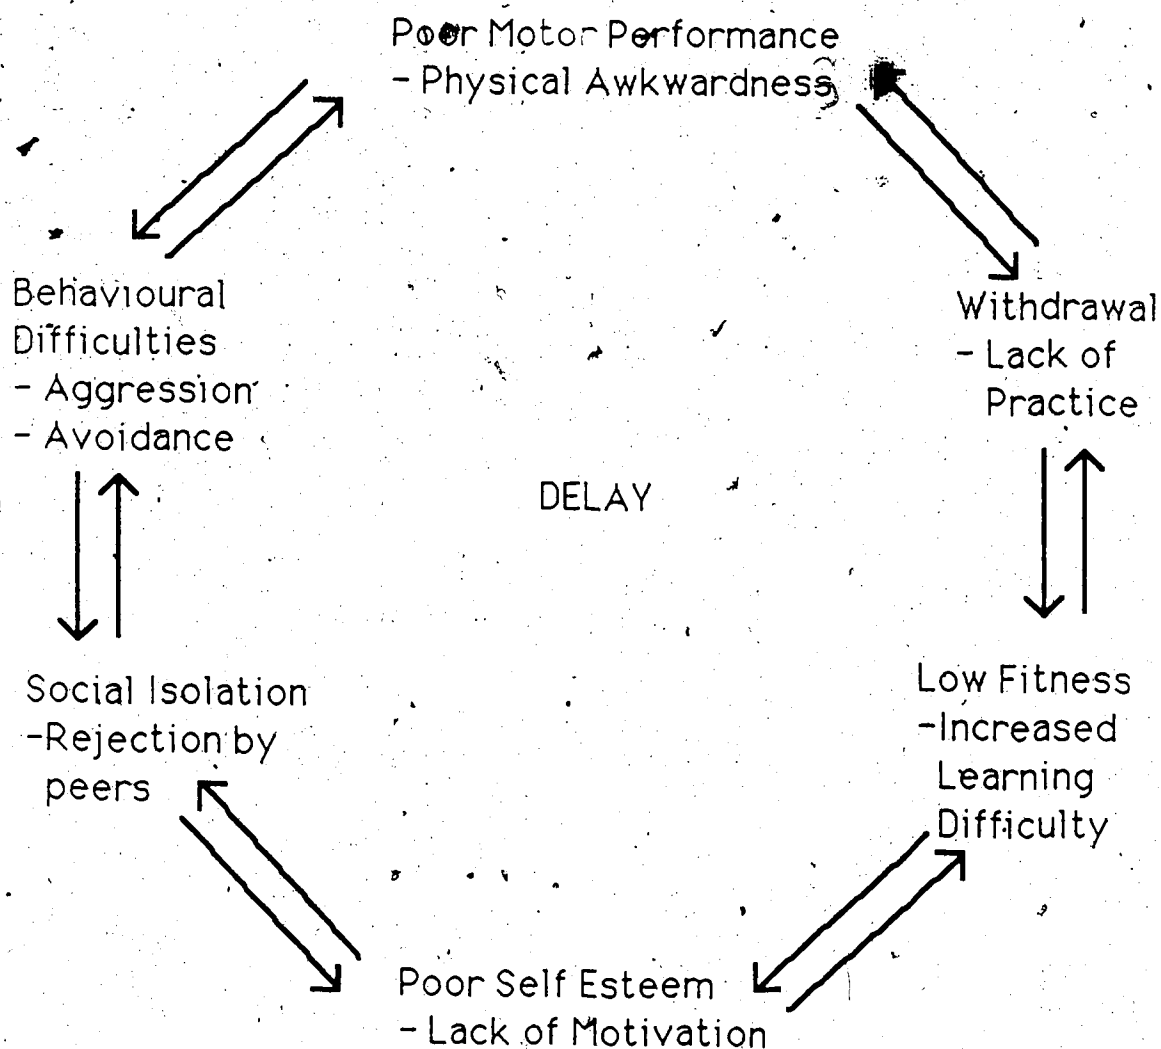 Poor Motor Performance
- Physical Awkwardness
Behavioural
Difficulties
- Aggression
- Avoidance
Withdrawal
- Lack of
Practice
DELAY
Social Isolation
-Rejection by
peers
Low Fitness
-Increased
Learning
Difficulty
Poor Self Esteem
- Lack of Motivation